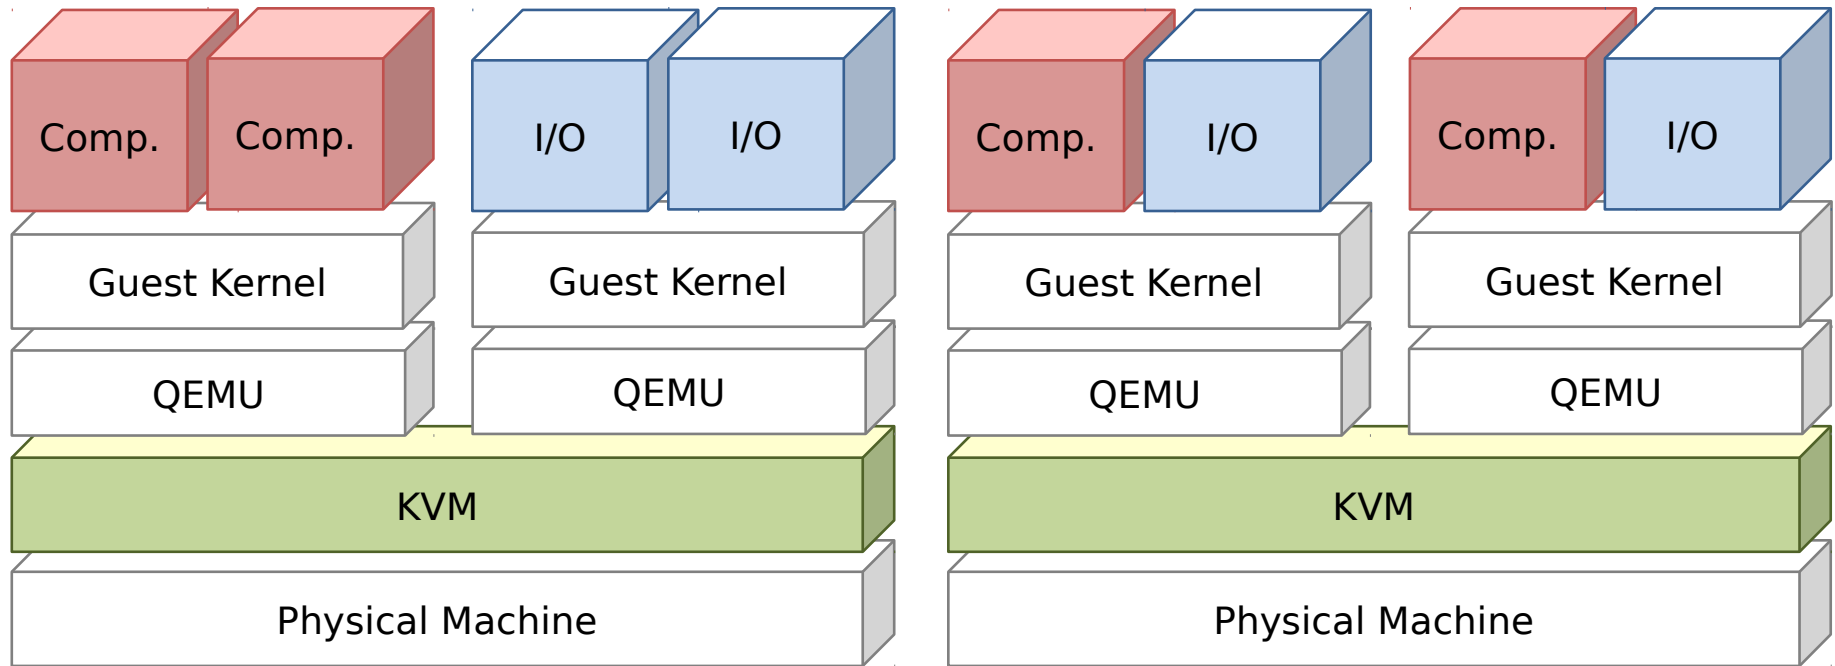 Comp. Comp. I/O I/O Comp. I/O Comp. I/O
Guest Kernel Guest Kernel Guest Kernel Guest Kernel
QEMU QEMU QEMU QEMU
KVM KVM
Physical Machine Physical Machine